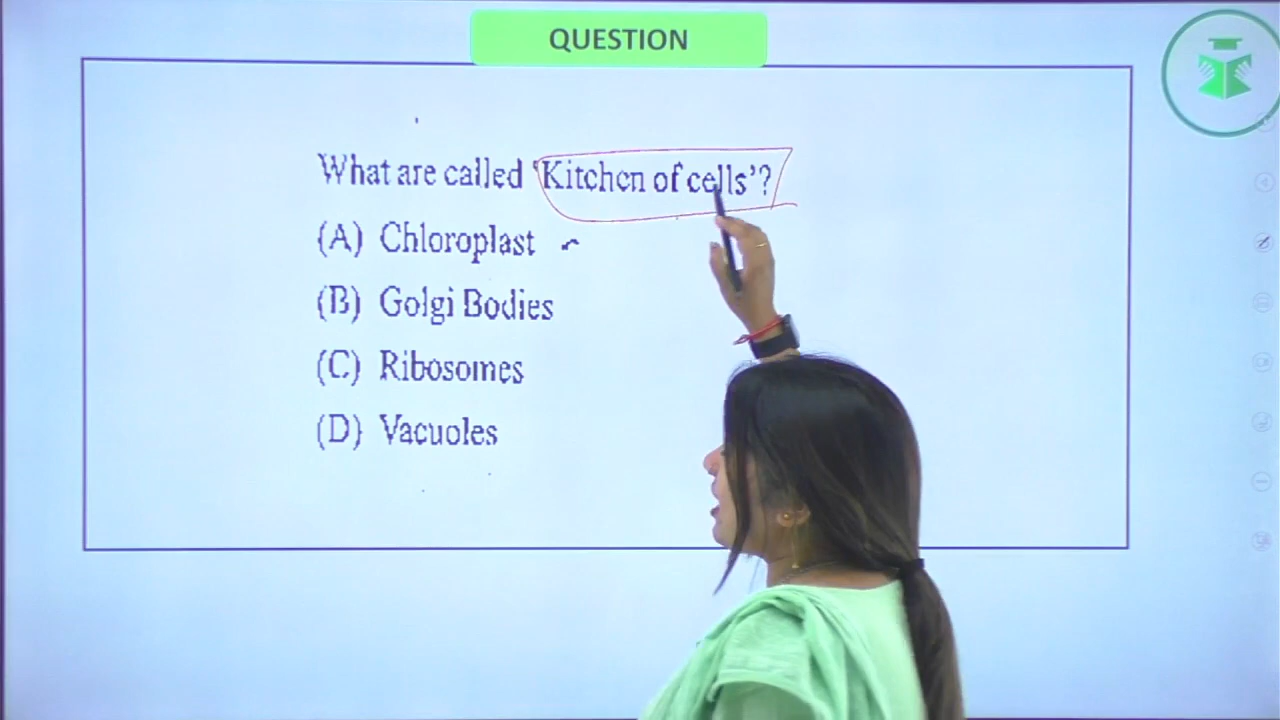 QUESTION
What are called 'Kitchen of cells'?
(A) Chloroplast
(B) Golgi Bodies
(C) Ribosomes
(D) Vacuoles